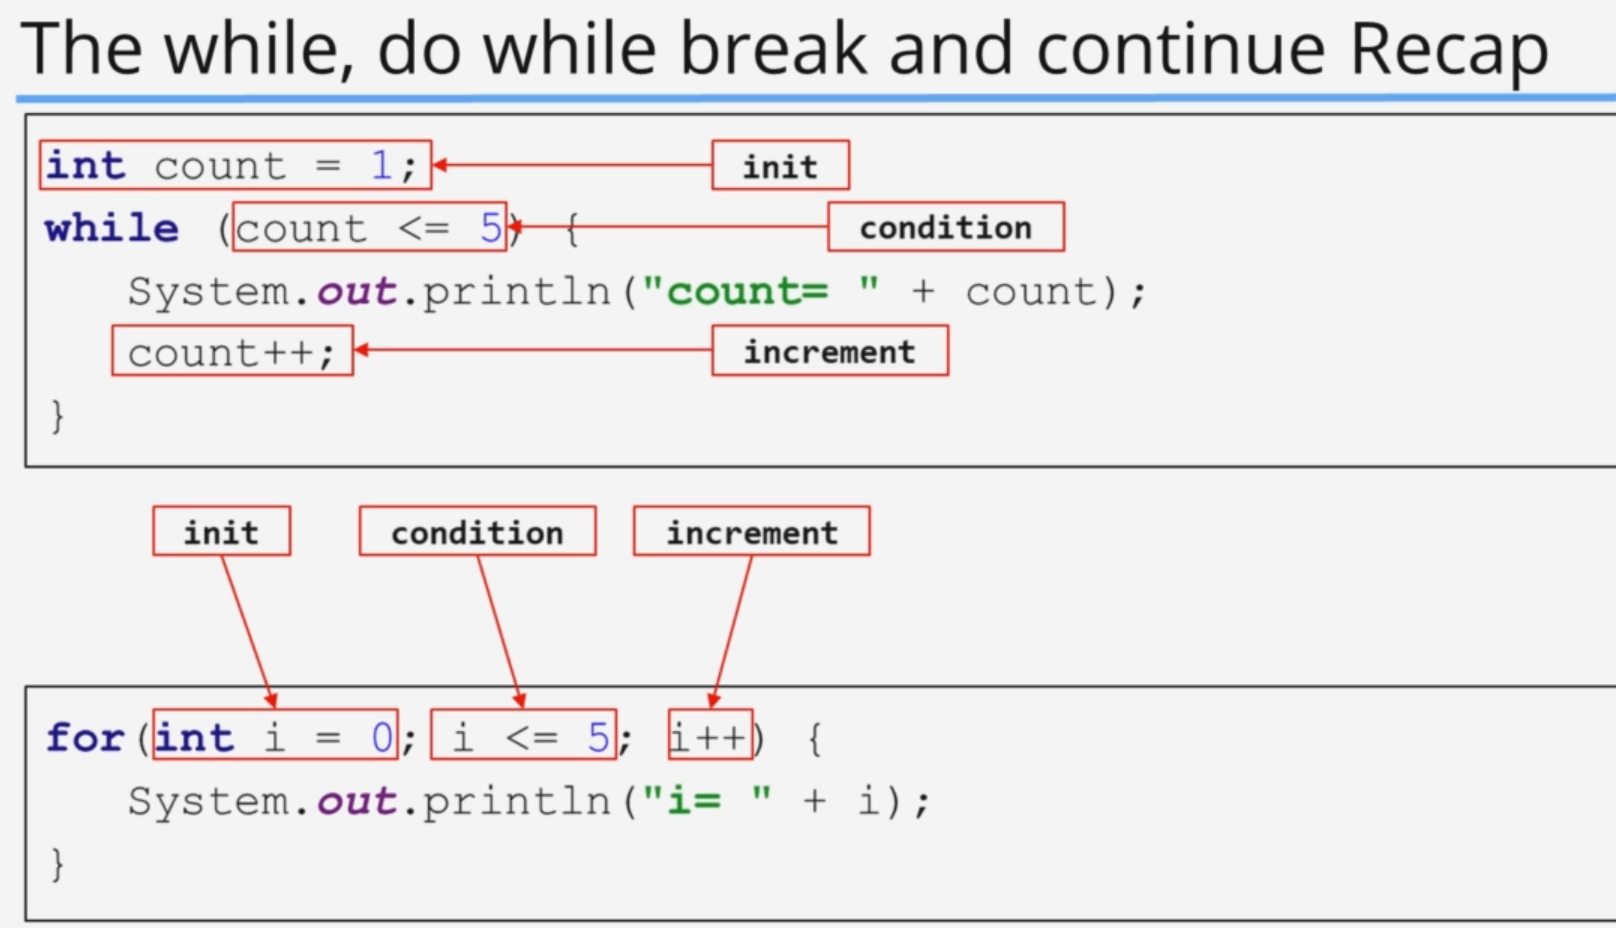 The while, do while break and continue Recap
int count = 1; init
while (count <= 5) { condition
System.out.println("count= " + count);
count++; increment
}
init condition increment
for(int i = 0; i <= 5; i++) {
System.out.println("i= " + i);
}